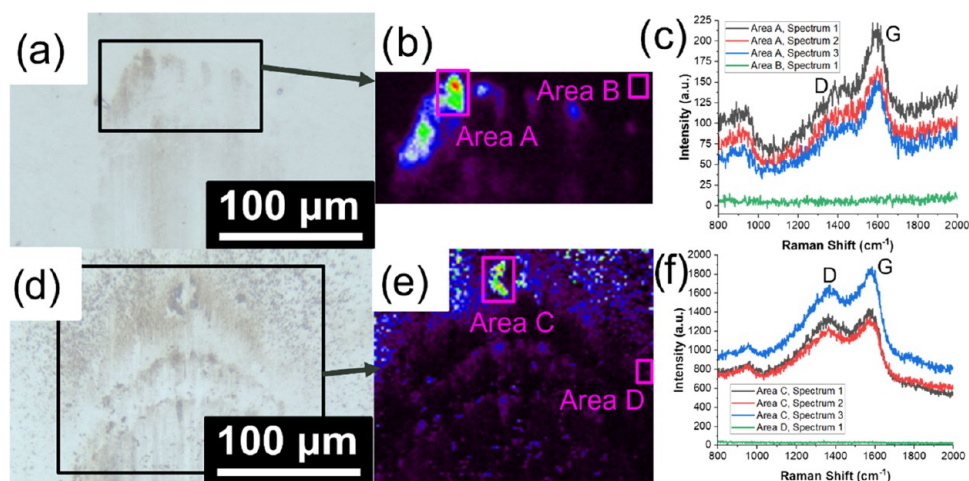 (a)
100 μm
(b)
Area B
Area A
(c)
Intensity (a.u.)
225
200
175
150
125
100
75
50
25
0
Area A, Spectrum 1
Area A, Spectrum 2
Area A, Spectrum 3
Area B, Spectrum 1
D
G
800 1000 1200 1400 1600 1800 2000
Raman Shift (cm⁻¹)
(d)
100 μm
(e)
Area C
Area D
(f)
Intensity (a.u.)
2000
1800
1600
1400
1200
1000
800
600
400
200
0
D
G
Area C, Spectrum 1
Area C, Spectrum 2
Area C, Spectrum 3
Area D, Spectrum 1
800 1000 1200 1400 1600 1800 2000
Raman Shift (cm⁻¹)